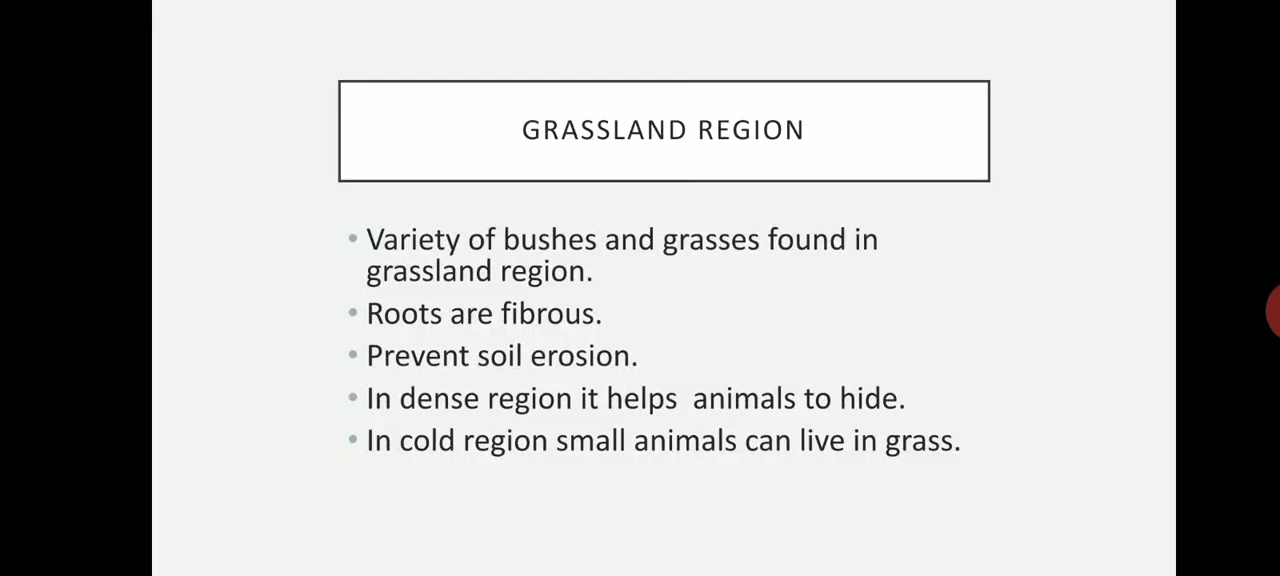 GRASSLAND REGION
• Variety of bushes and grasses found in
grassland region.
• Roots are fibrous.
• Prevent soil erosion.
• In dense region it helps  animals to hide.
• In cold region small animals can live in grass.